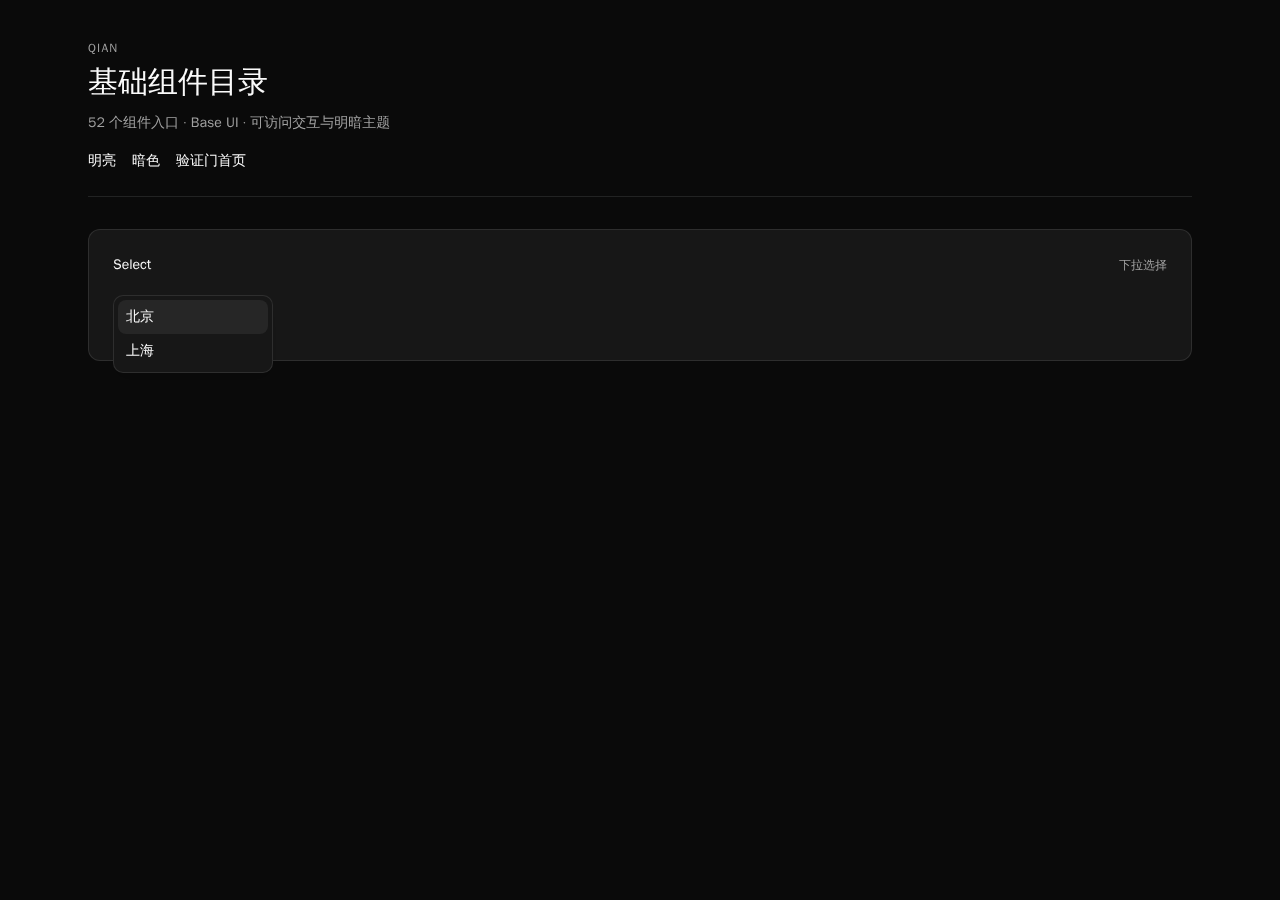 QIAN
基础组件目录
52 个组件入口 · Base UI · 可访问交互与明暗主题
明亮 暗色 验证门首页
Select 下拉选择
北京
上海